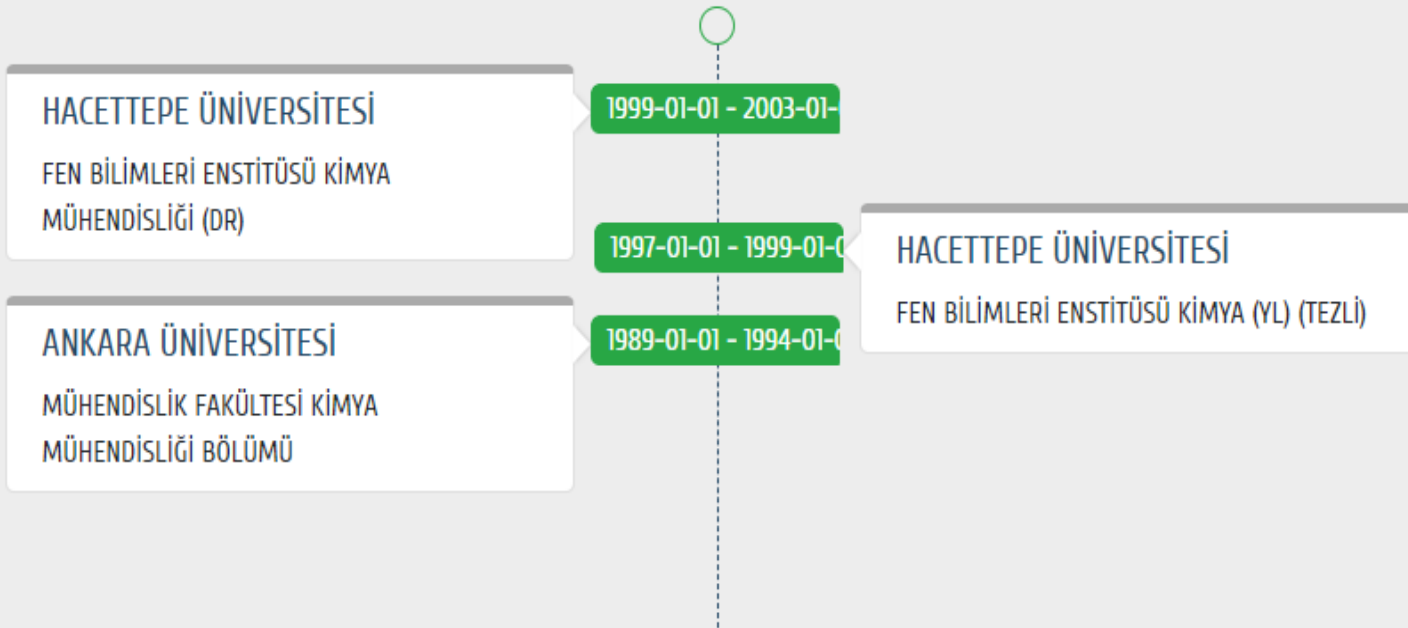 HACETTEPE ÜNİVERSİTESİ
FEN BİLİMLERİ ENSTİTÜSÜ KİMYA
MÜHENDİSLİĞİ (DR)
1999-01-01 - 2003-01-
1997-01-01 - 1999-01-0
HACETTEPE ÜNİVERSİTESİ
FEN BİLİMLERİ ENSTİTÜSÜ KİMYA (YL) (TEZLİ)
ANKARA ÜNİVERSİTESİ
MÜHENDİSLİK FAKÜLTESİ KİMYA
MÜHENDİSLİĞİ BÖLÜMÜ
1989-01-01 - 1994-01-0